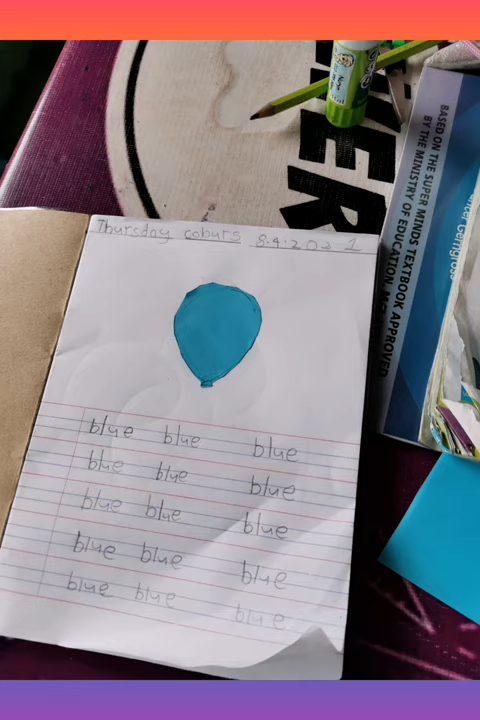 Thursday colours 8.4.2021
blue blue blue
blue blue blue
blue blue blue
blue blue blue
blue blue blue
BASED ON THE SUPER MINDS TEXTBOOK APPROVED
BY THE MINISTRY OF EDUCATION,